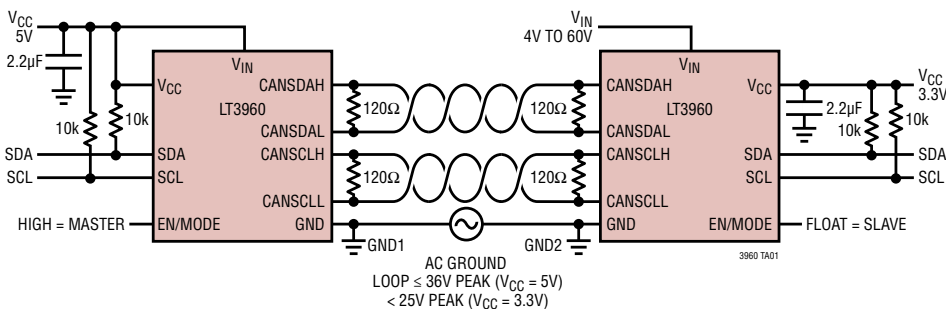 VCC
5V
2.2µF
10k
10k
SDA
SCL
HIGH = MASTER
VIN
VCC
LT3960
SDA
SCL
EN/MODE
CANSDAH
CANSDAL
CANSCLH
CANSCLL
GND
120Ω
120Ω
GND1
AC GROUND
LOOP ≤ 36V PEAK (VCC = 5V)
< 25V PEAK (VCC = 3.3V)
120Ω
120Ω
GND2
VIN
4V TO 60V
VIN
CANSDAH
LT3960
CANSDAL
CANSCLH
CANSCLL
GND
VCC
SDA
SCL
EN/MODE
VCC
3.3V
2.2µF
10k
10k
SDA
SCL
FLOAT = SLAVE
3960 TA01